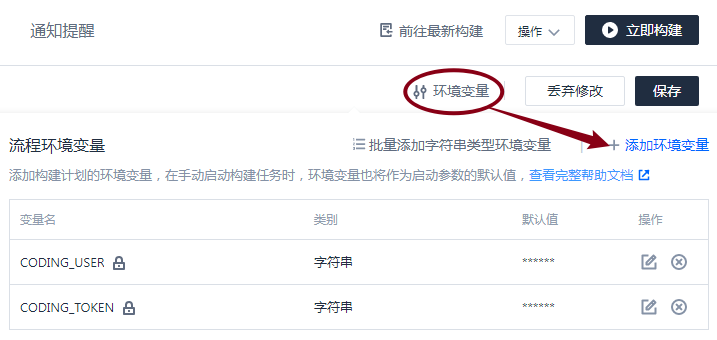 通知提醒 前往最新构建 操作 立即构建
环境变量 丢弃修改 保存
流程环境变量 批量添加字符串类型环境变量 + 添加环境变量
添加构建计划的环境变量，在手动启动构建任务时，环境变量也将作为启动参数的默认值，查看完整帮助文档
变量名 类别 默认值 操作
CODING_USER 字符串 ******
CODING_TOKEN 字符串 ******